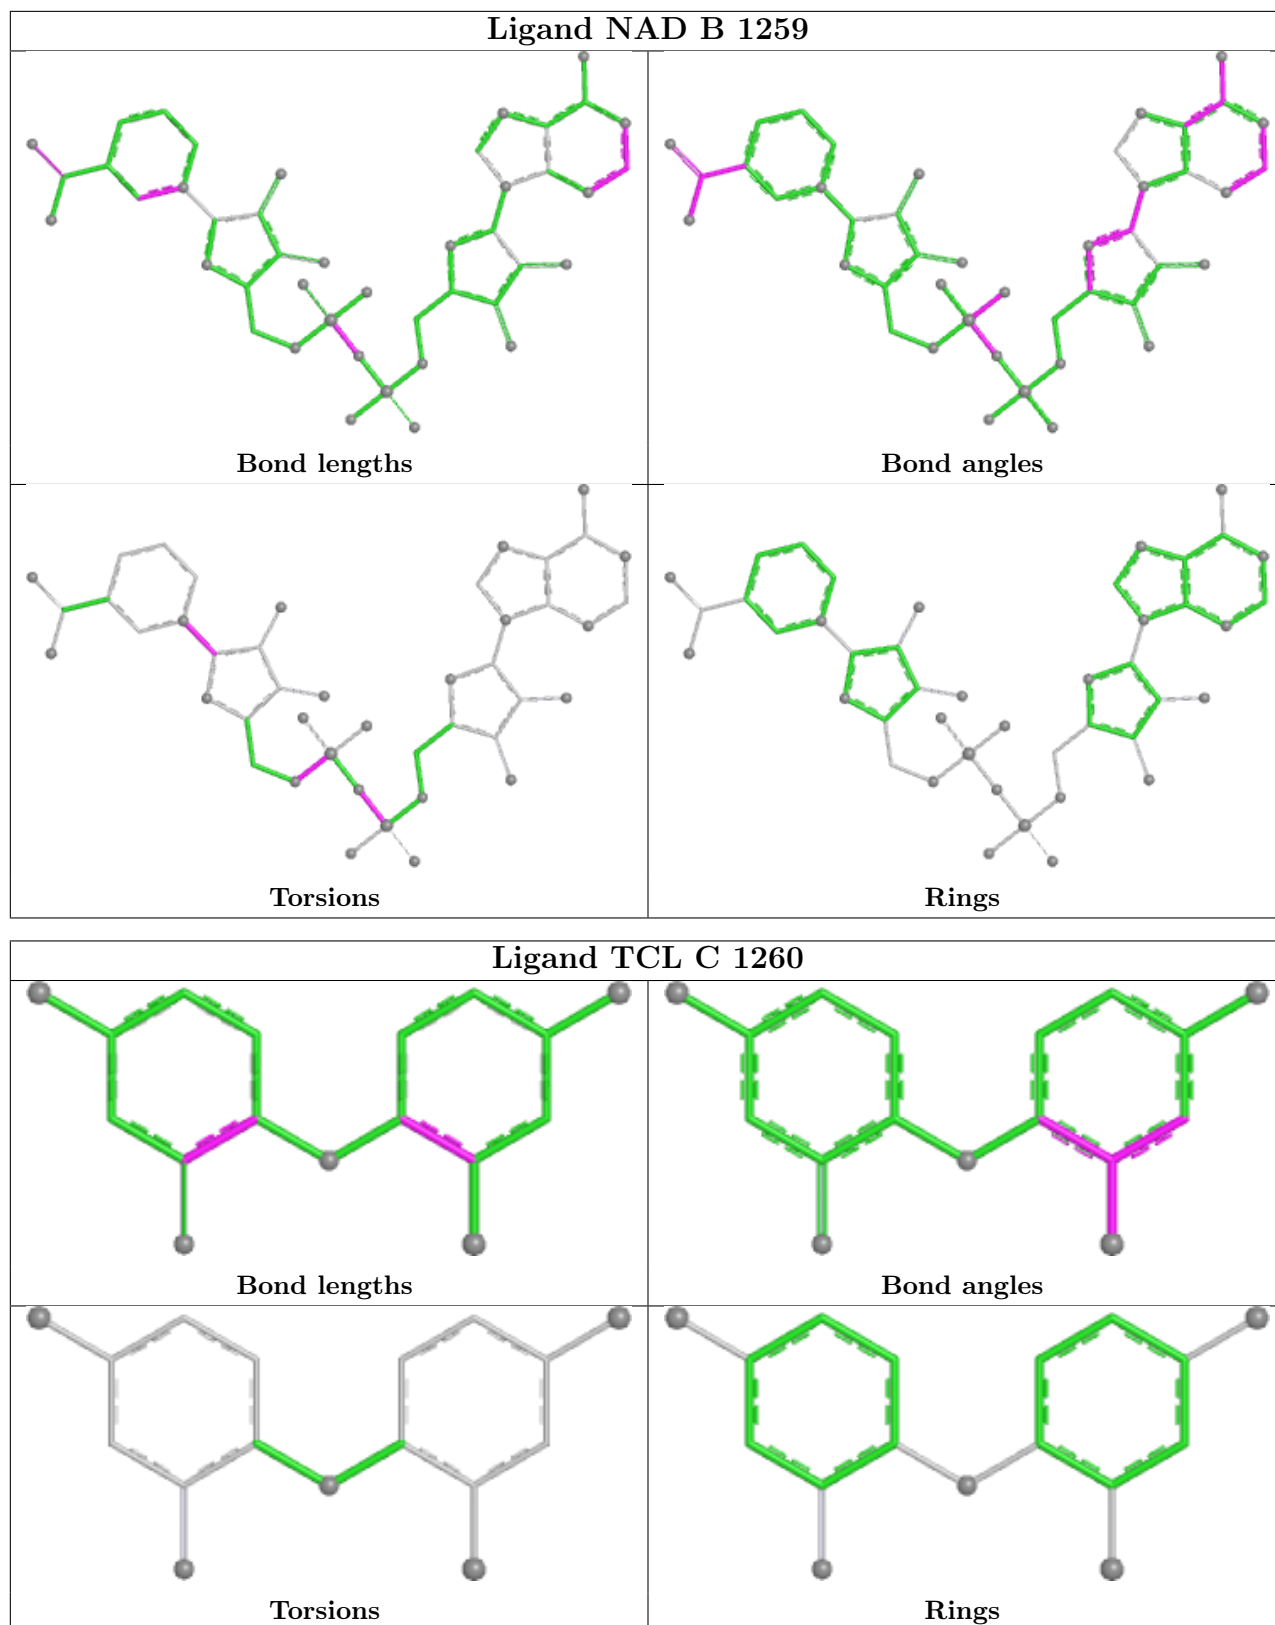 Ligand NAD B 1259
Bond lengths
Bond angles
Torsions
Rings
Ligand TCL C 1260
Bond lengths
Bond angles
Torsions
Rings